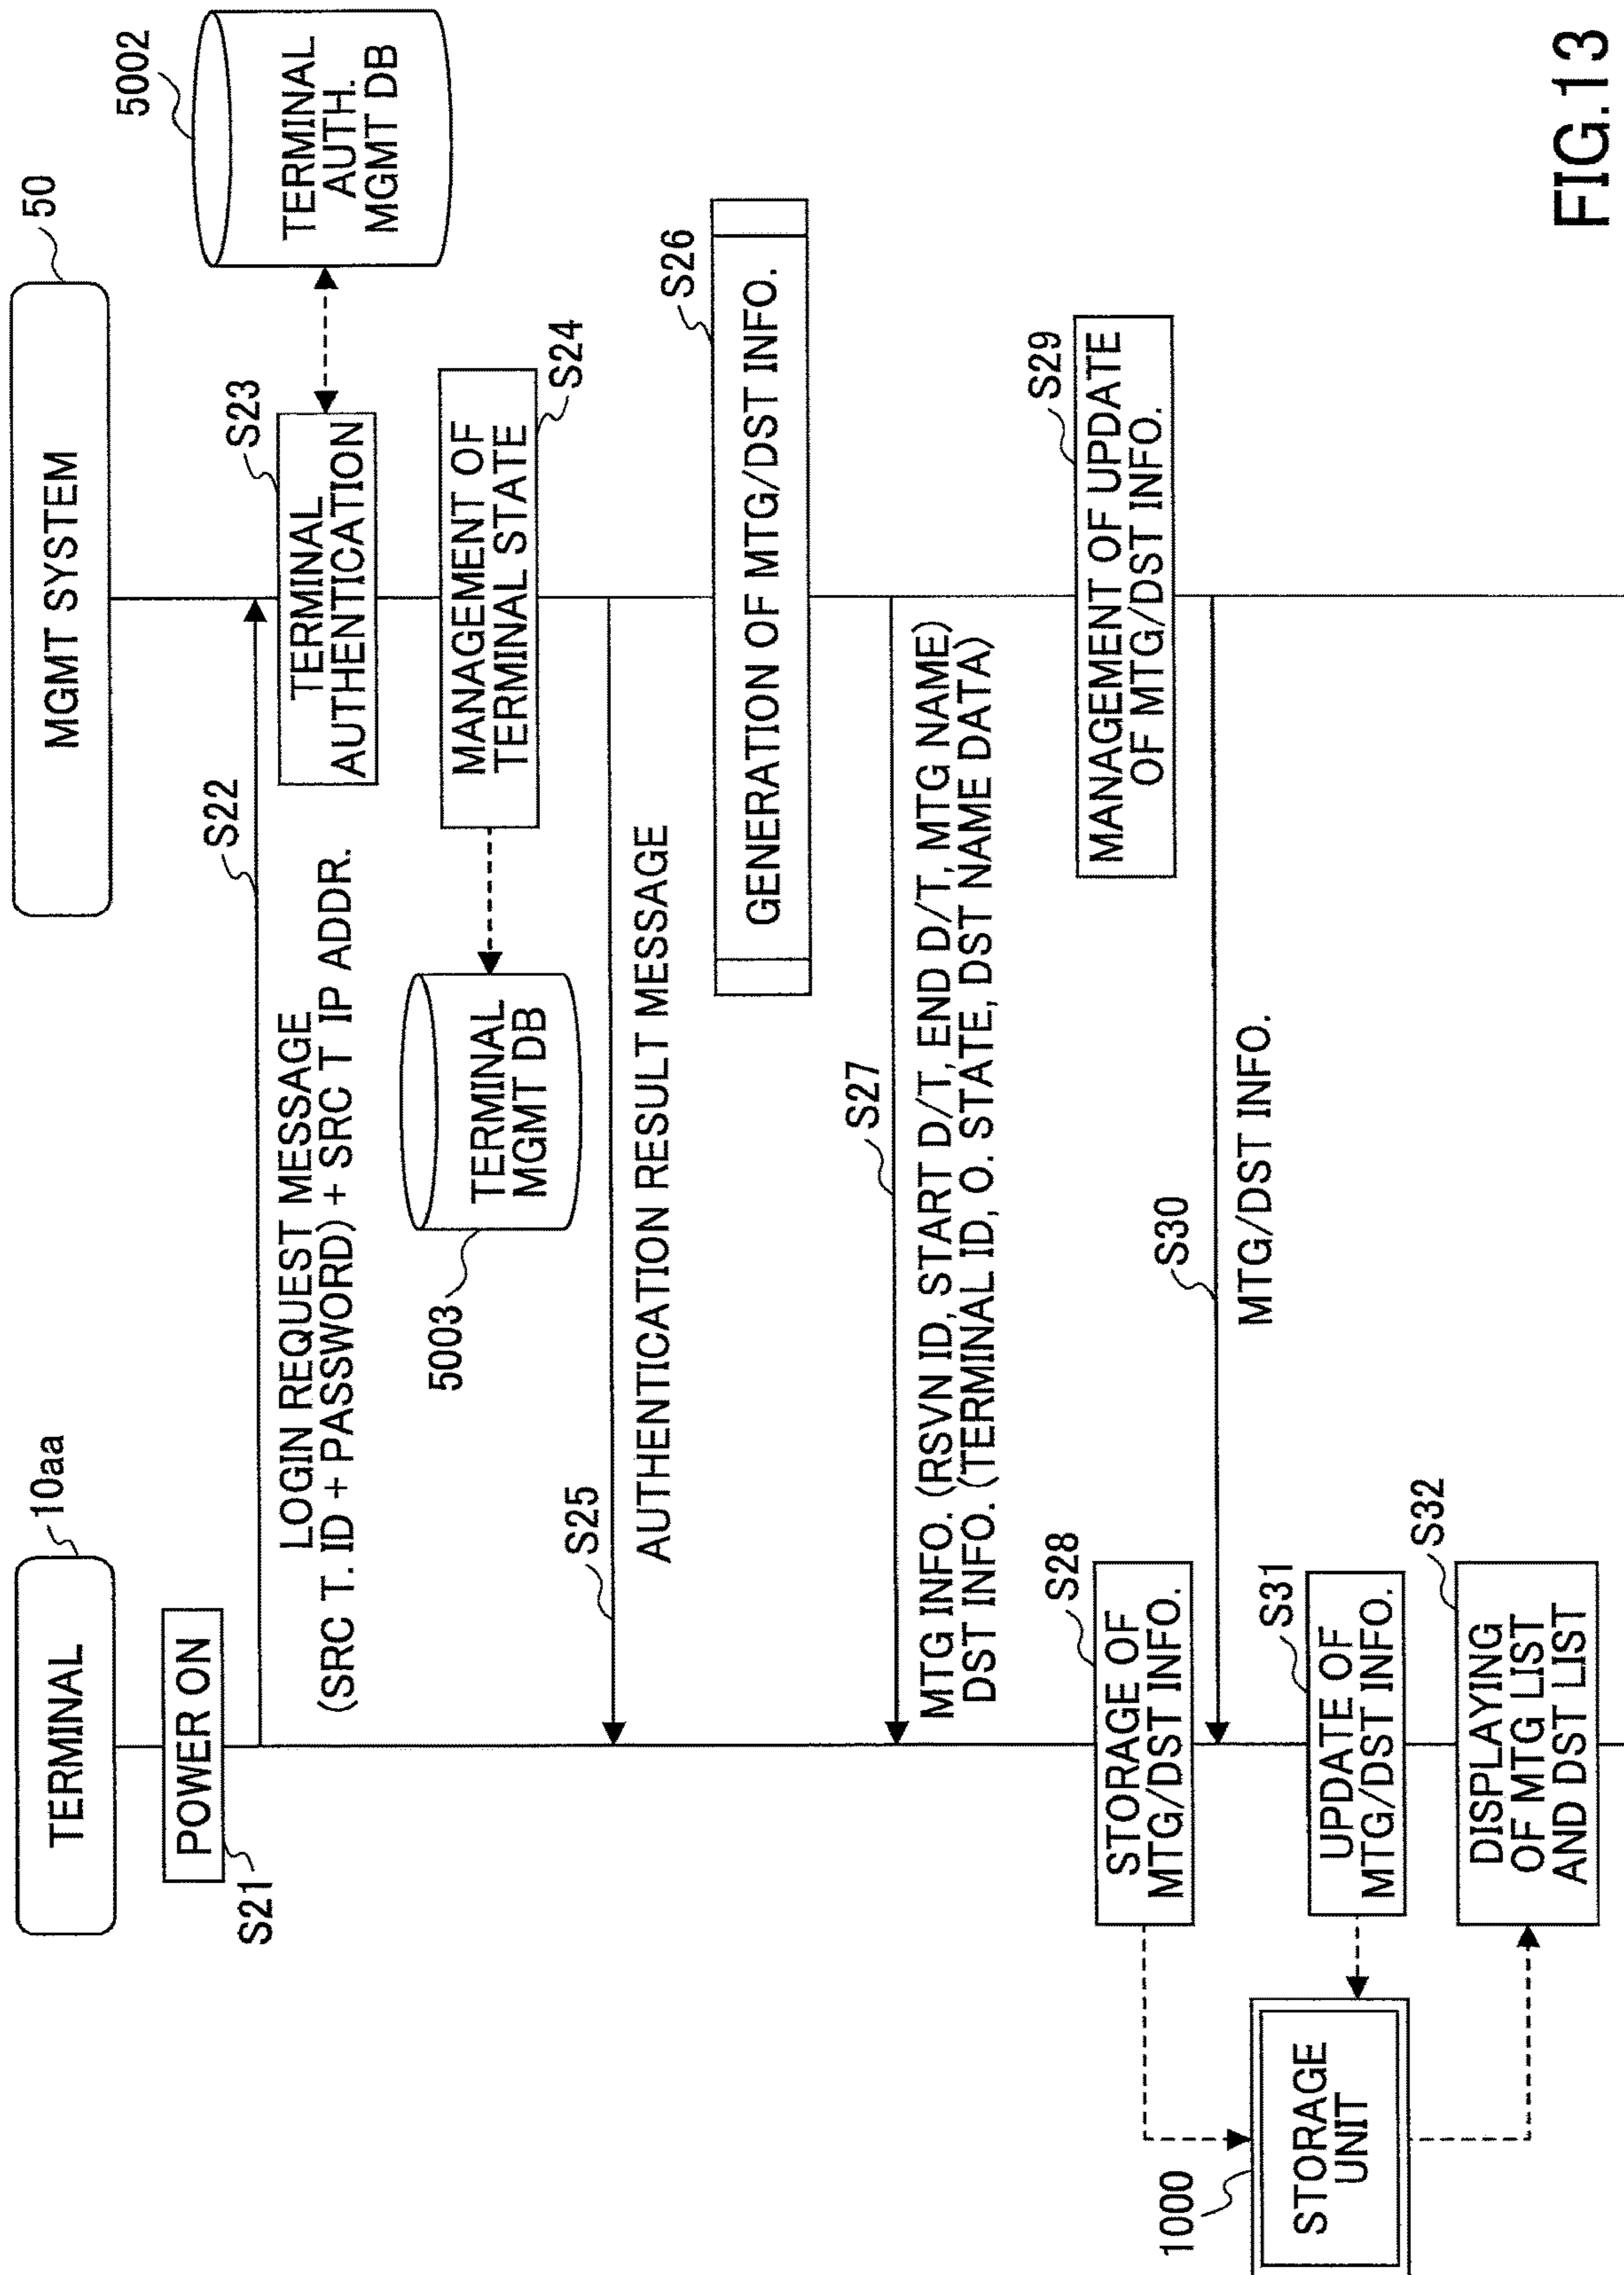 TERMINAL
10aa
MGMT SYSTEM
50
POWER ON
S21
S22
LOGIN REQUEST MESSAGE
(SRC T. ID + PASSWORD) + SRC T IP ADDR.
S23
TERMINAL
AUTHENTICATION
5002
TERMINAL
AUTH.
MGMT DB
MANAGEMENT OF
TERMINAL STATE
S24
TERMINAL
MGMT DB
5003
S25
AUTHENTICATION RESULT MESSAGE
S26
GENERATION OF MTG/DST INFO.
S27
MTG INFO. (RSVN ID, START D/T, END D/T, MTG NAME)
DST INFO. (TERMINAL ID, O. STATE, DST NAME DATA)
S28
STORAGE OF
MTG/DST INFO.
S29
MANAGEMENT OF UPDATE
OF MTG/DST INFO.
S30
MTG/DST INFO.
S31
UPDATE OF
MTG/DST INFO.
1000
STORAGE
UNIT
S32
DISPLAYING
OF MTG LIST
AND DST LIST
FIG.13